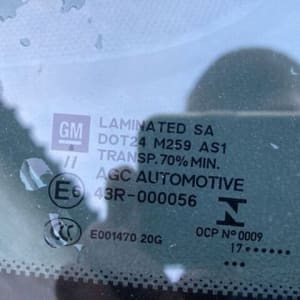 GM
LAMINATED SA
DOT24 M259 AS1
TRANSP. 70% MIN.
//
AGC AUTOMOTIVE
E6 43R-000056
N
CCC
E001470 20G
OCP Nº 0009
17